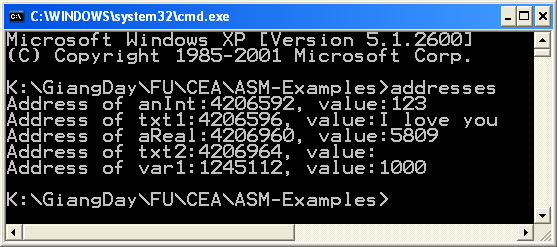 C:\WINDOWS\system32\cmd.exe
Microsoft Windows XP [Version 5.1.2600]
(C) Copyright 1985-2001 Microsoft Corp.
K:\GiangDay\FU\CEA\ASM-Examples>addresses
Address of anInt:4206592, value:123
Address of txt1:4206596, value:I love you
Address of aReal:4206960, value:5809
Address of txt2:4206964, value:
Address of var1:1245112, value:1000
K:\GiangDay\FU\CEA\ASM-Examples>